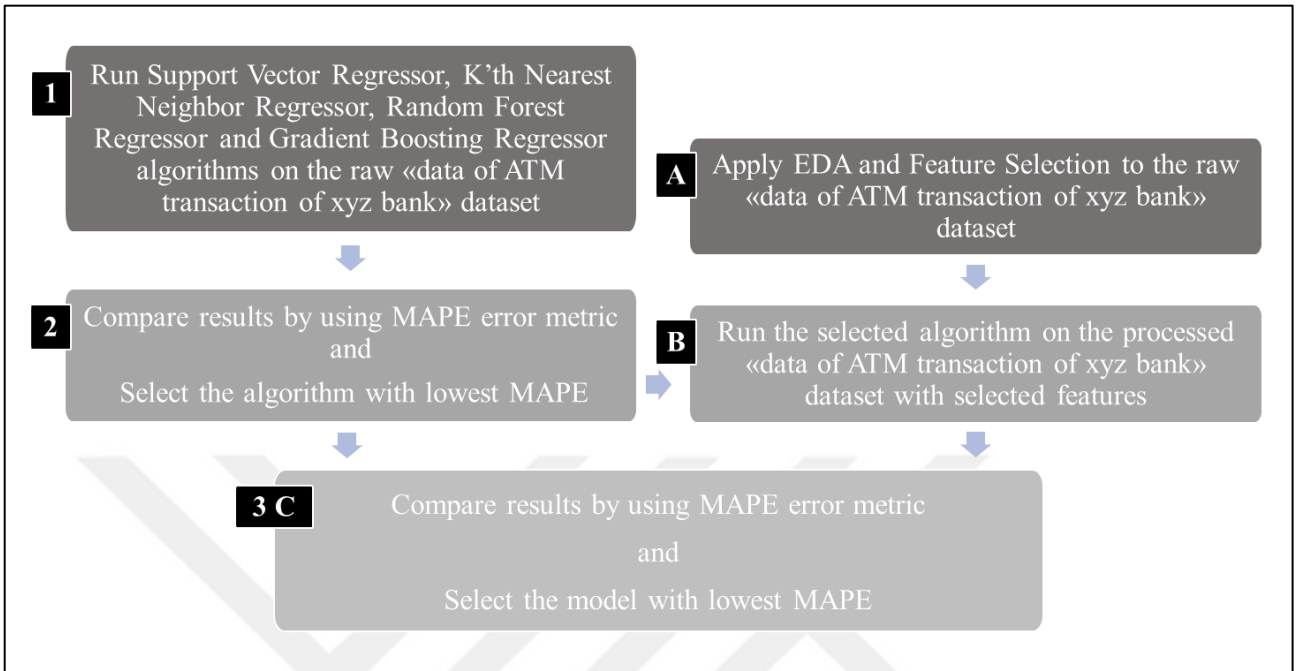 1
Run Support Vector Regressor, K'th Nearest
Neighbor Regressor, Random Forest
Regressor and Gradient Boosting Regressor
algorithms on the raw «data of ATM
transaction of xyz bank» dataset
A
Apply EDA and Feature Selection to the raw
«data of ATM transaction of xyz bank»
dataset
2
Compare results by using MAPE error metric
and
Select the algorithm with lowest MAPE
B
Run the selected algorithm on the processed
«data of ATM transaction of xyz bank»
dataset with selected features
3 C
Compare results by using MAPE error metric
and
Select the model with lowest MAPE